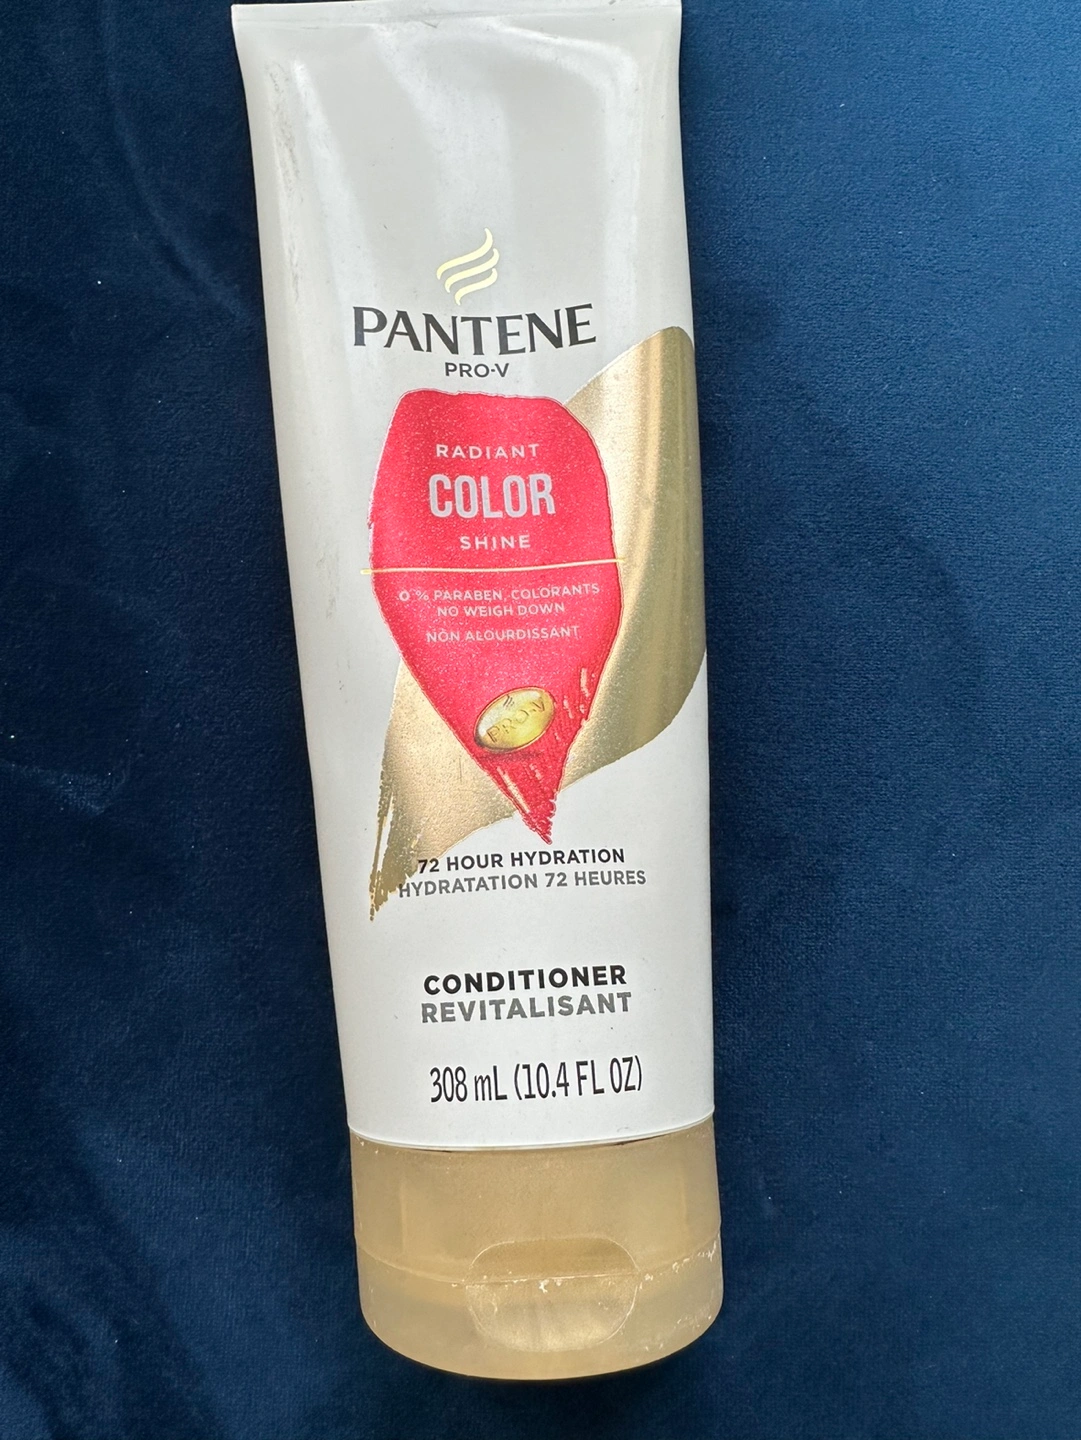 PANTENE
PRO-V
RADIANT
COLOR
SHINE
0 % PARABEN, COLORANTS
NO WEIGH DOWN
NON ALOURDISSANT
PRO-V
72 HOUR HYDRATION
HYDRATATION 72 HEURES
CONDITIONER
REVITALISANT
308 mL (10.4 FL OZ)